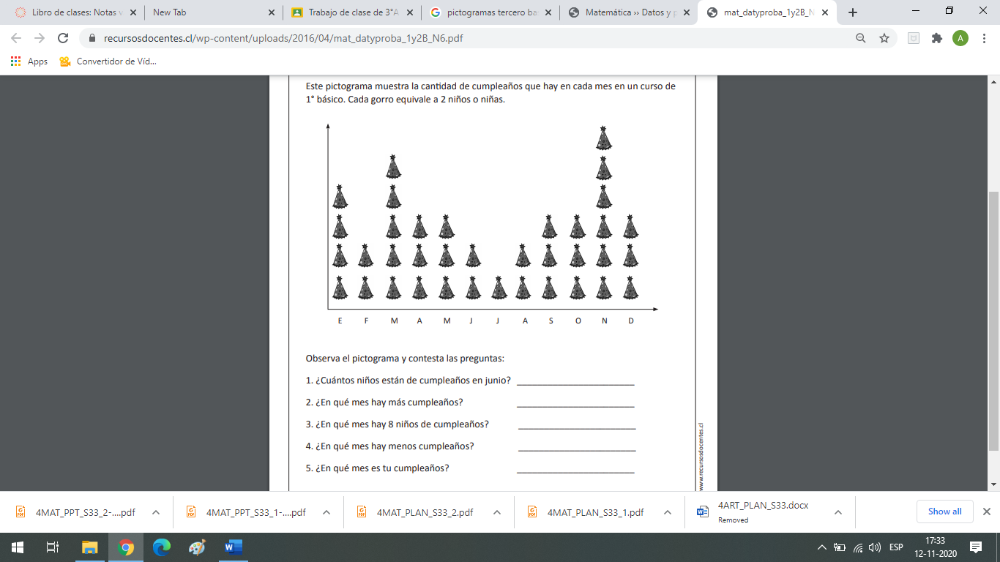 Libro de clases: Notas v
New Tab
Trabajo de clase de 3°A
pictogramas tercero ba
Matemática ›› Datos y p
mat_datyproba_1y2B_N
recursosdocentes.cl/wp-content/uploads/2016/04/mat_datyproba_1y2B_N6.pdf
A
Apps
Convertidor de Víd...
Este pictograma muestra la cantidad de cumpleaños que hay en cada mes en un curso de
1° básico. Cada gorro equivale a 2 niños o niñas.
E F M A M J J A S O N D
Observa el pictograma y contesta las preguntas:
1. ¿Cuántos niños están de cumpleaños en junio? ________________________
2. ¿En qué mes hay más cumpleaños? ________________________
3. ¿En qué mes hay 8 niños de cumpleaños? ________________________
4. ¿En qué mes hay menos cumpleaños? ________________________
5. ¿En qué mes es tu cumpleaños? ________________________
www.recursosdocentes.cl
4MAT_PPT_S33_2-....pdf
4MAT_PPT_S33_1-....pdf
4MAT_PLAN_S33_2.pdf
4MAT_PLAN_S33_1.pdf
4ART_PLAN_S33.docx
Removed
Show all
ESP
17:33
12-11-2020